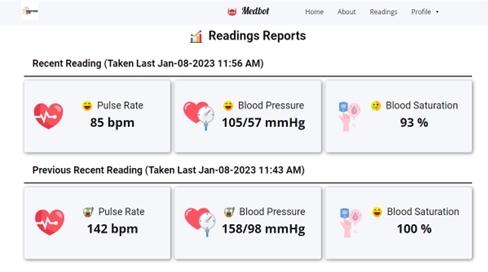 Medbot Home About Readings Profile
Readings Reports
Recent Reading (Taken Last Jan-08-2023 11:56 AM)
Pulse Rate
85 bpm
Blood Pressure
105/57 mmHg
Blood Saturation
93 %
Previous Recent Reading (Taken Last Jan-08-2023 11:43 AM)
Pulse Rate
142 bpm
Blood Pressure
158/98 mmHg
Blood Saturation
100 %